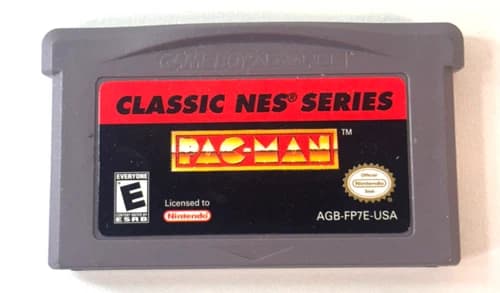 GAME BOY ADVANCE
CLASSIC NES® SERIES
PAC-MAN™
EVERYONE
E
CONTENT RATED BY
ESRB
Licensed to
Nintendo
Official
Nintendo
Seal
AGB-FP7E-USA